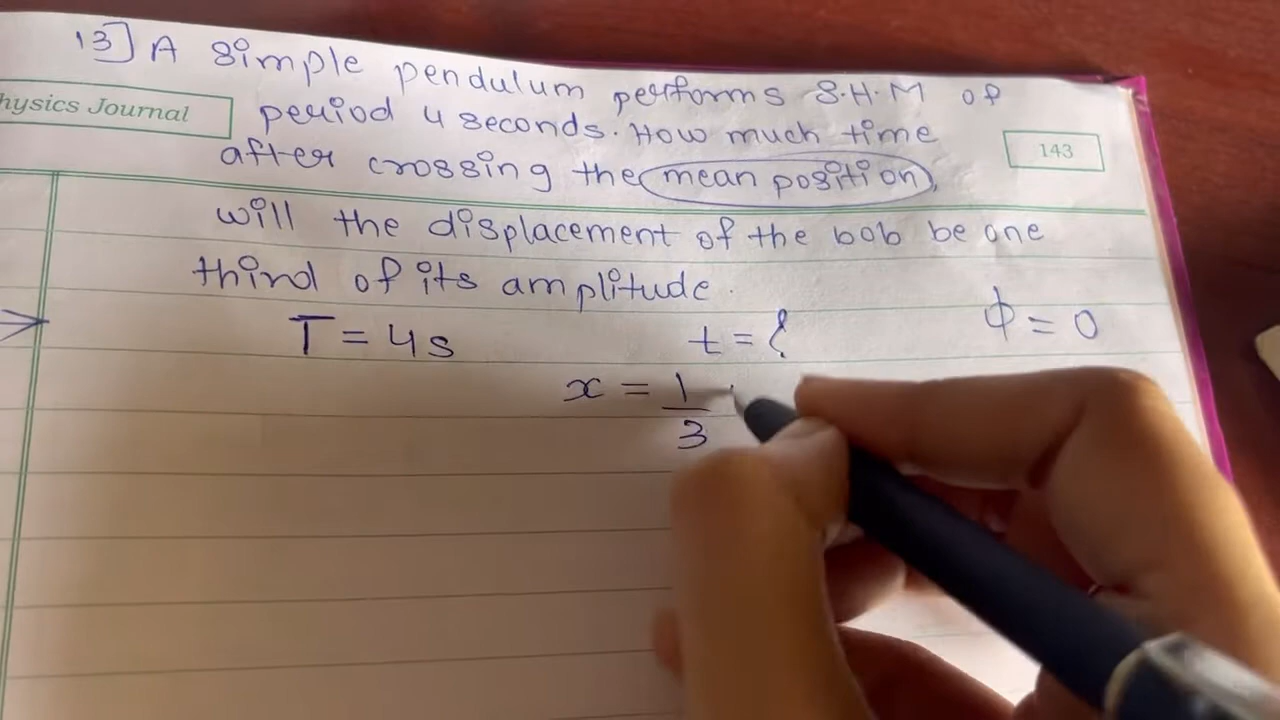 13] A simple pendulum performs S.H.M of
hysics Journal
period 4 seconds. How much time
143
after crossing the mean position,
will the displacement of the bob be one
third of its amplitude.
T = 4s t = ? ϕ = 0
x = 1
3